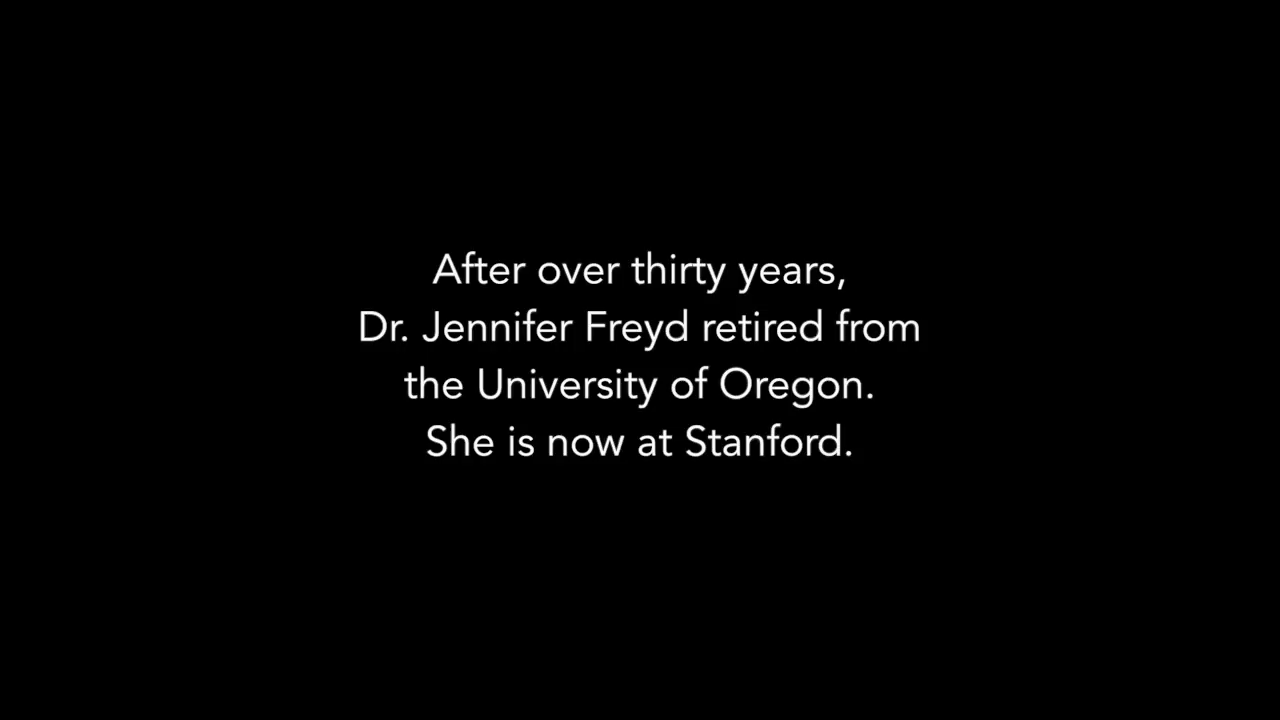 After over thirty years,
Dr. Jennifer Freyd retired from
the University of Oregon.
She is now at Stanford.